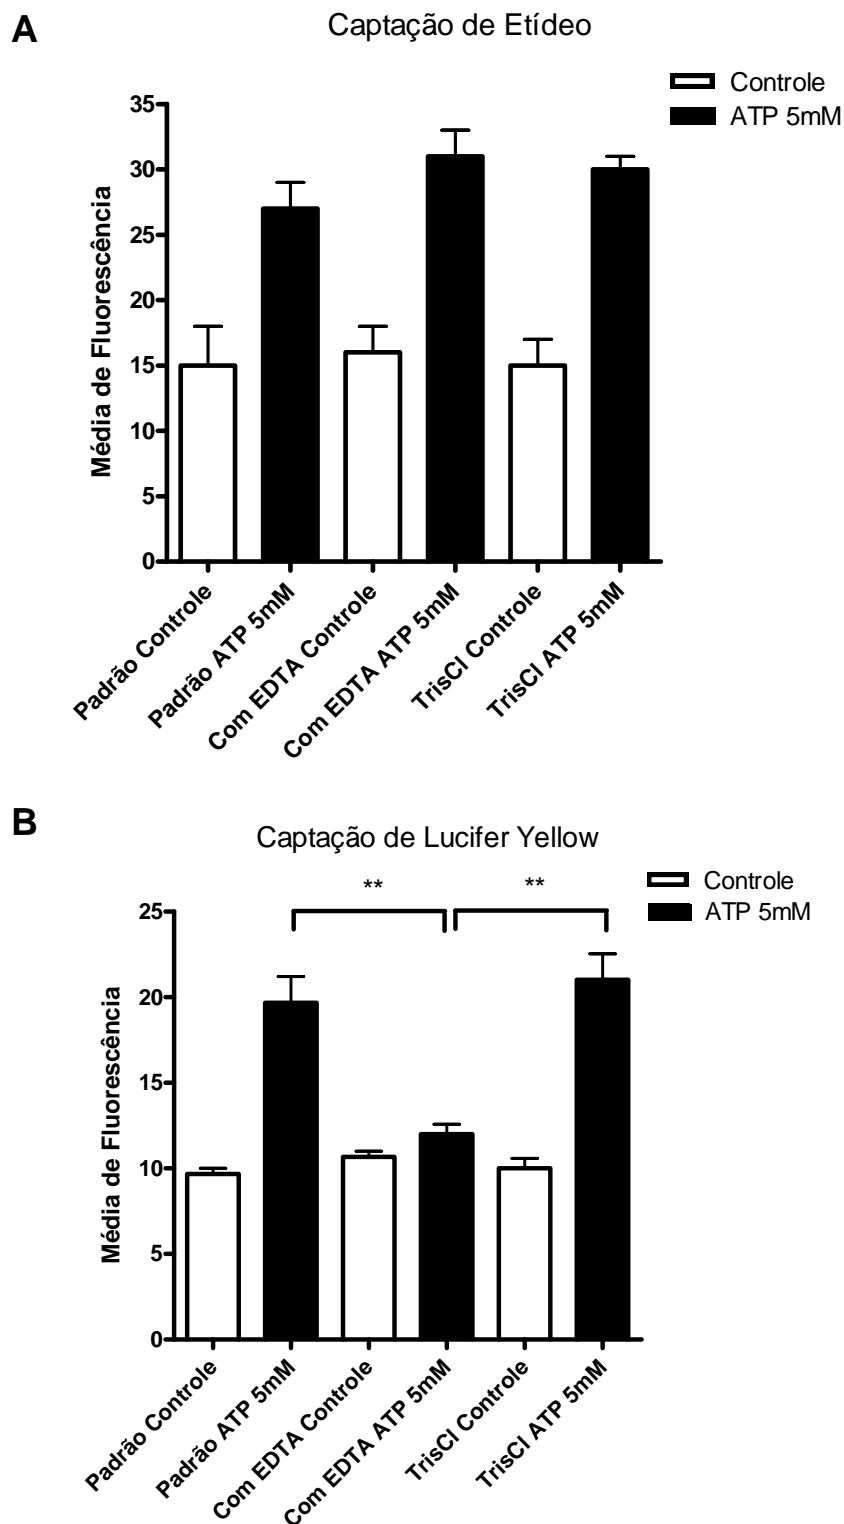 A
Captação de Etídeo
Controle
ATP 5mM
Média de Fluorescência
35
30
25
20
15
10
5
0
Padrão Controle
Padrão ATP 5mM
Com EDTA Controle
Com EDTA ATP 5mM
TrisCl Controle
TrisCl ATP 5mM
B
Captação de Lucifer Yellow
Controle
ATP 5mM
** **
Média de Fluorescência
25
20
15
10
5
0
Padrão Controle
Padrão ATP 5mM
Com EDTA Controle
Com EDTA ATP 5mM
TrisCl Controle
TrisCl ATP 5mM